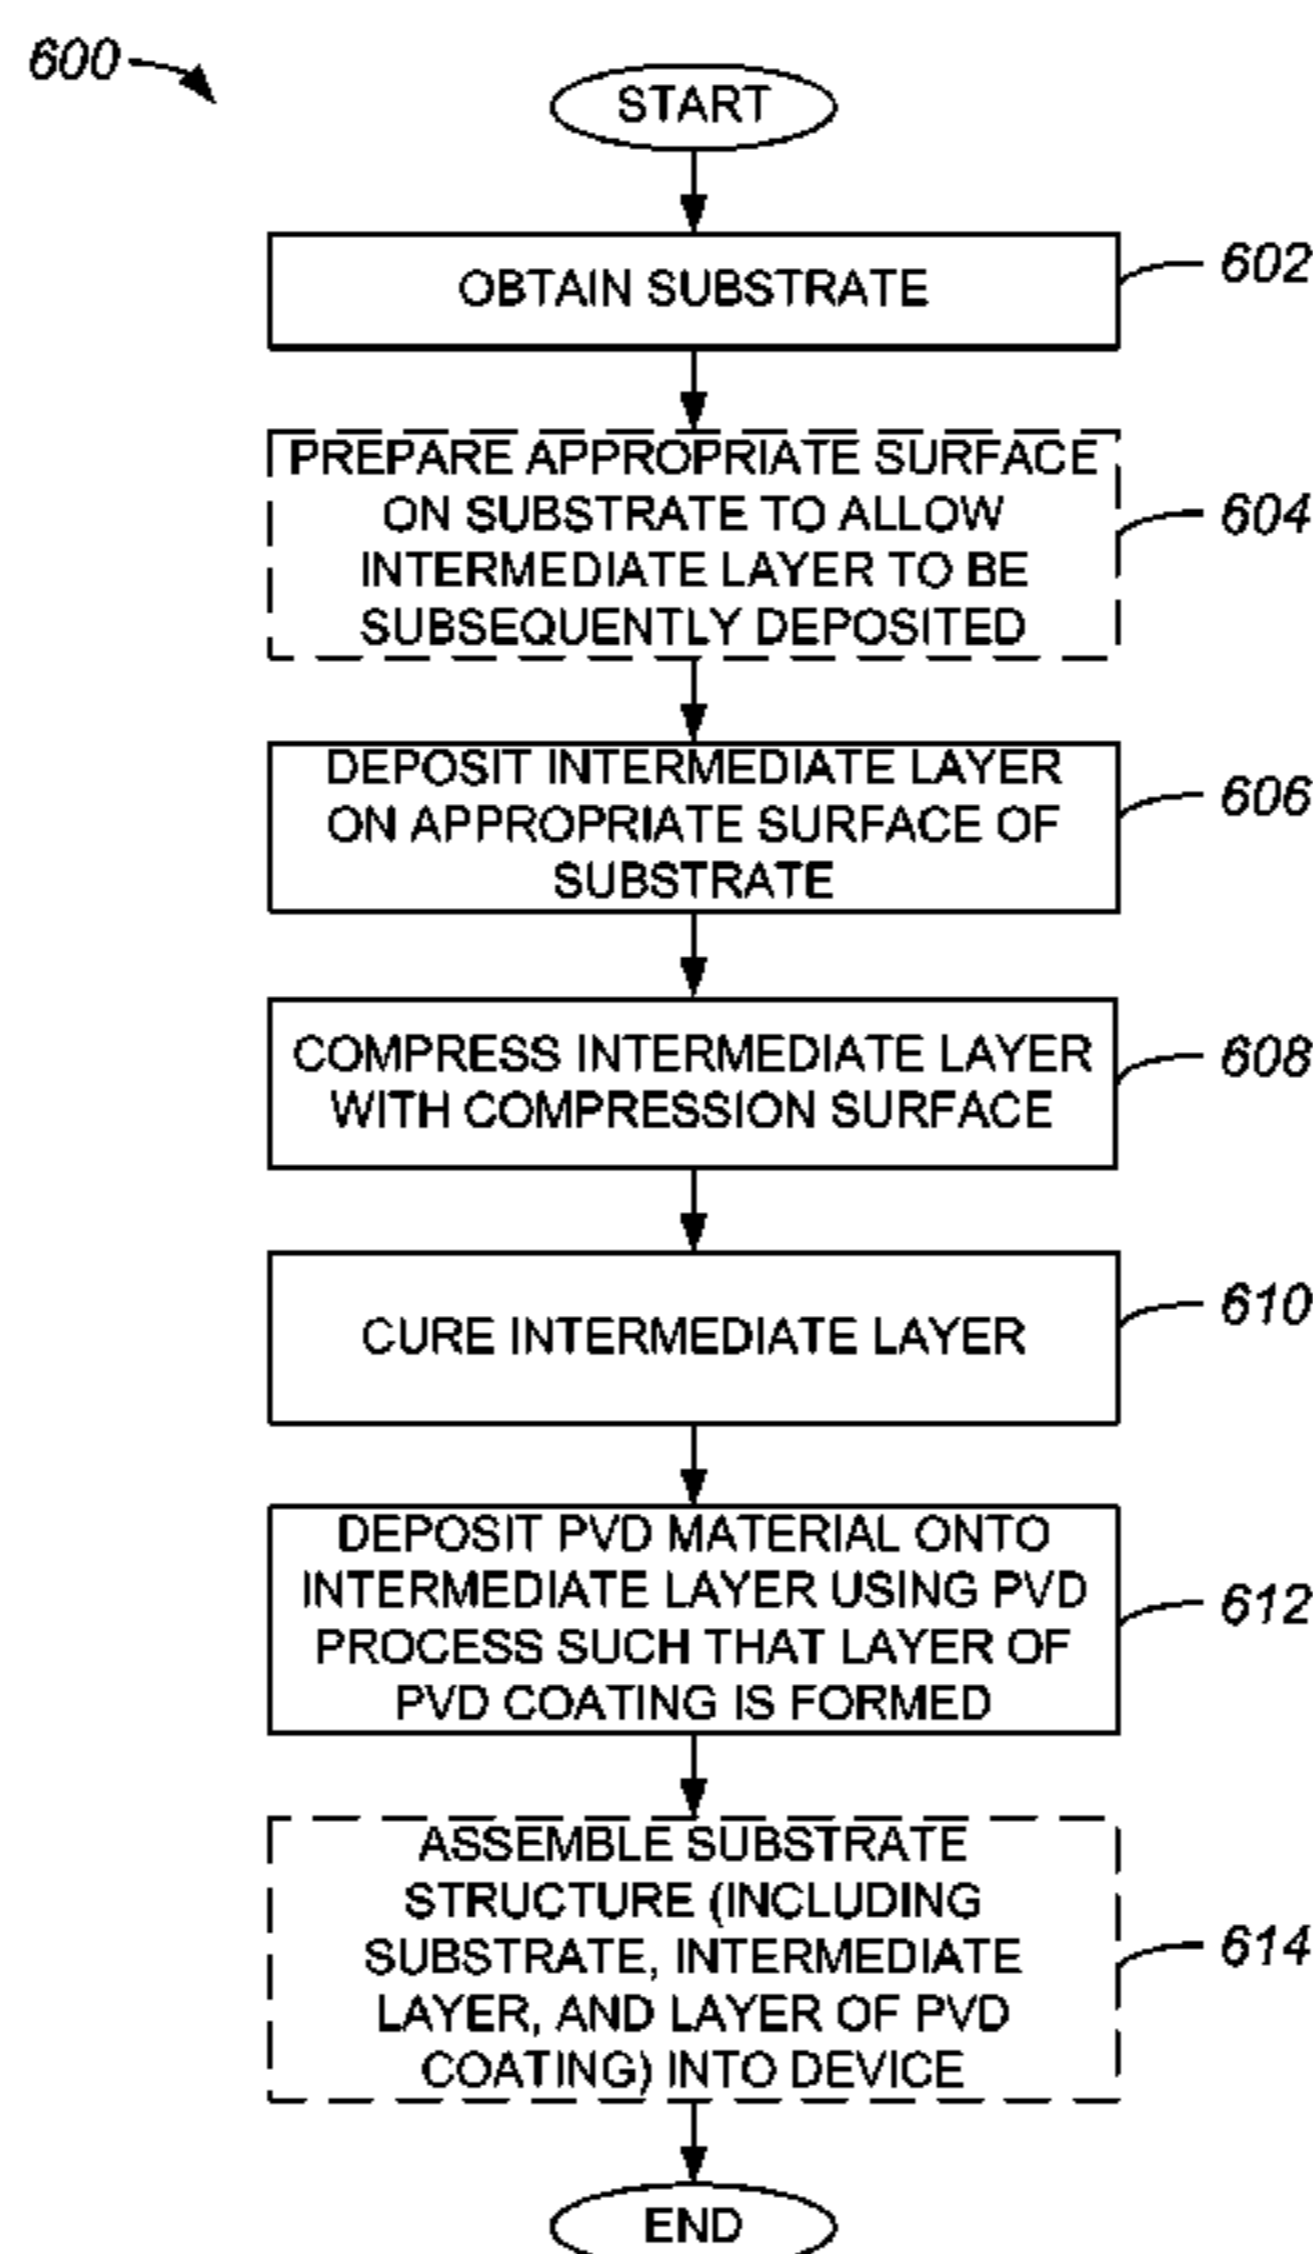 600
START
OBTAIN SUBSTRATE
602
PREPARE APPROPRIATE SURFACE
ON SUBSTRATE TO ALLOW
INTERMEDIATE LAYER TO BE
SUBSEQUENTLY DEPOSITED
604
DEPOSIT INTERMEDIATE LAYER
ON APPROPRIATE SURFACE OF
SUBSTRATE
606
COMPRESS INTERMEDIATE LAYER
WITH COMPRESSION SURFACE
608
CURE INTERMEDIATE LAYER
610
DEPOSIT PVD MATERIAL ONTO
INTERMEDIATE LAYER USING PVD
PROCESS SUCH THAT LAYER OF
PVD COATING IS FORMED
612
ASSEMBLE SUBSTRATE
STRUCTURE (INCLUDING
SUBSTRATE, INTERMEDIATE
LAYER, AND LAYER OF PVD
COATING) INTO DEVICE
614
END